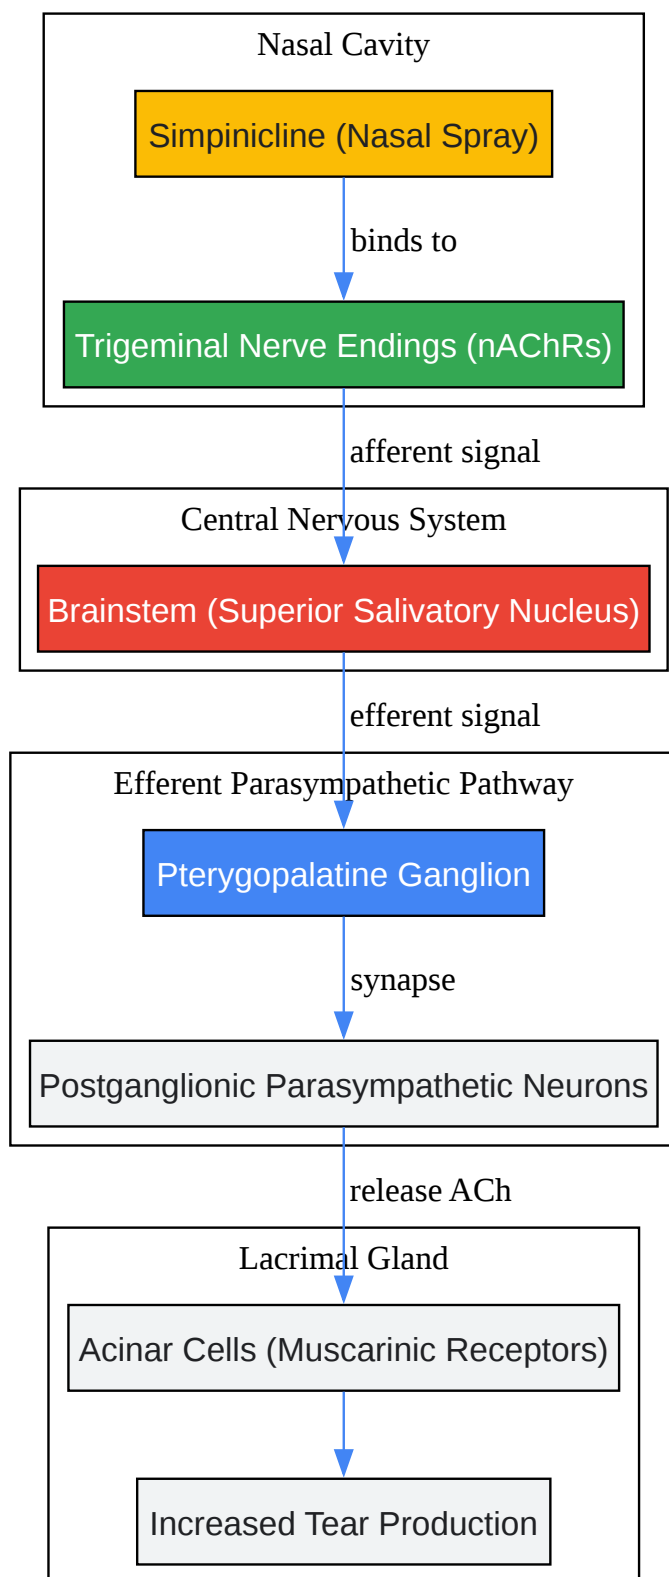 Nasal Cavity
Simpinicline (Nasal Spray)
binds to
Trigeminal Nerve Endings (nAChRs)
afferent signal
Central Nervous System
Brainstem (Superior Salivatory Nucleus)
efferent signal
Efferent Parasympathetic Pathway
Pterygopalatine Ganglion
synapse
Postganglionic Parasympathetic Neurons
release ACh
Lacrimal Gland
Acinar Cells (Muscarinic Receptors)
Increased Tear Production